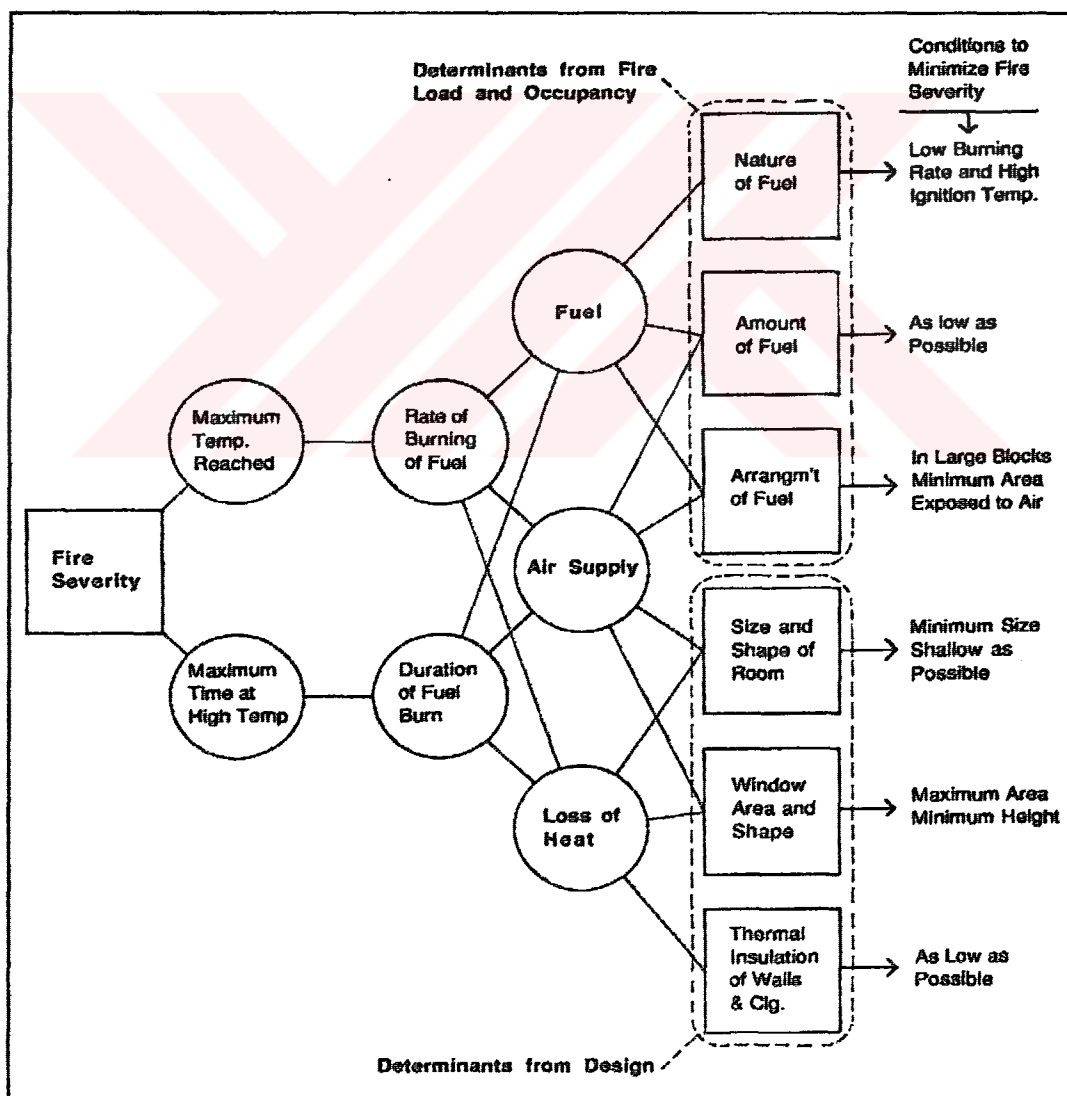 Conditions to
Minimize Fire
Severity
Determinants from Fire
Load and Occupancy
Nature
of Fuel
Low Burning
Rate and High
Ignition Temp.
Fuel
Amount
of Fuel
As low as
Possible
Maximum
Temp.
Reached
Rate of
Burning
of Fuel
Arrangm't
of Fuel
In Large Blocks
Minimum Area
Exposed to Air
Fire
Severity
Air Supply
Size and
Shape of
Room
Minimum Size
Shallow as
Possible
Maximum
Time at
High Temp
Duration
of Fuel
Burn
Window
Area and
Shape
Maximum Area
Minimum Height
Loss of
Heat
Thermal
Insulation
of Walls
& Clg.
As Low as
Possible
Determinants from Design